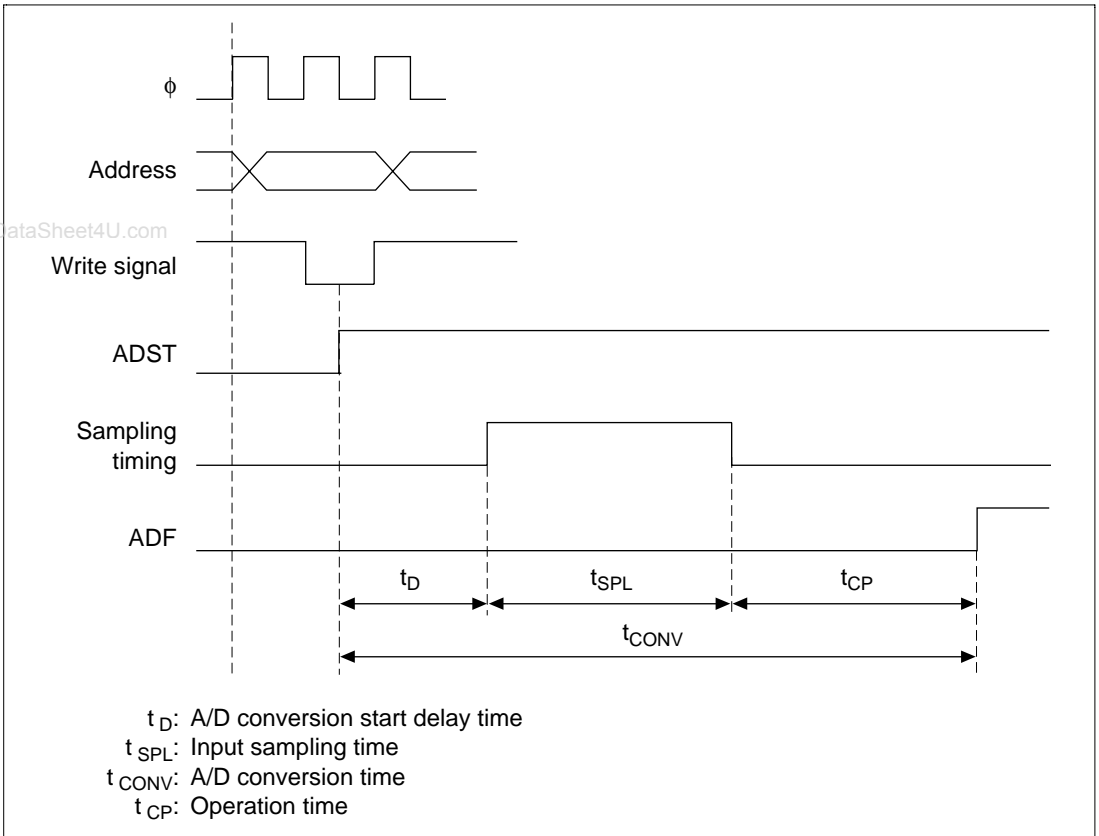 ϕ
Address
DataSheet4U.com
Write signal
ADST
Sampling
timing
ADF
tD
tSPL
tCP
tCONV
tD: A/D conversion start delay time
tSPL: Input sampling time
tCONV: A/D conversion time
tCP: Operation time